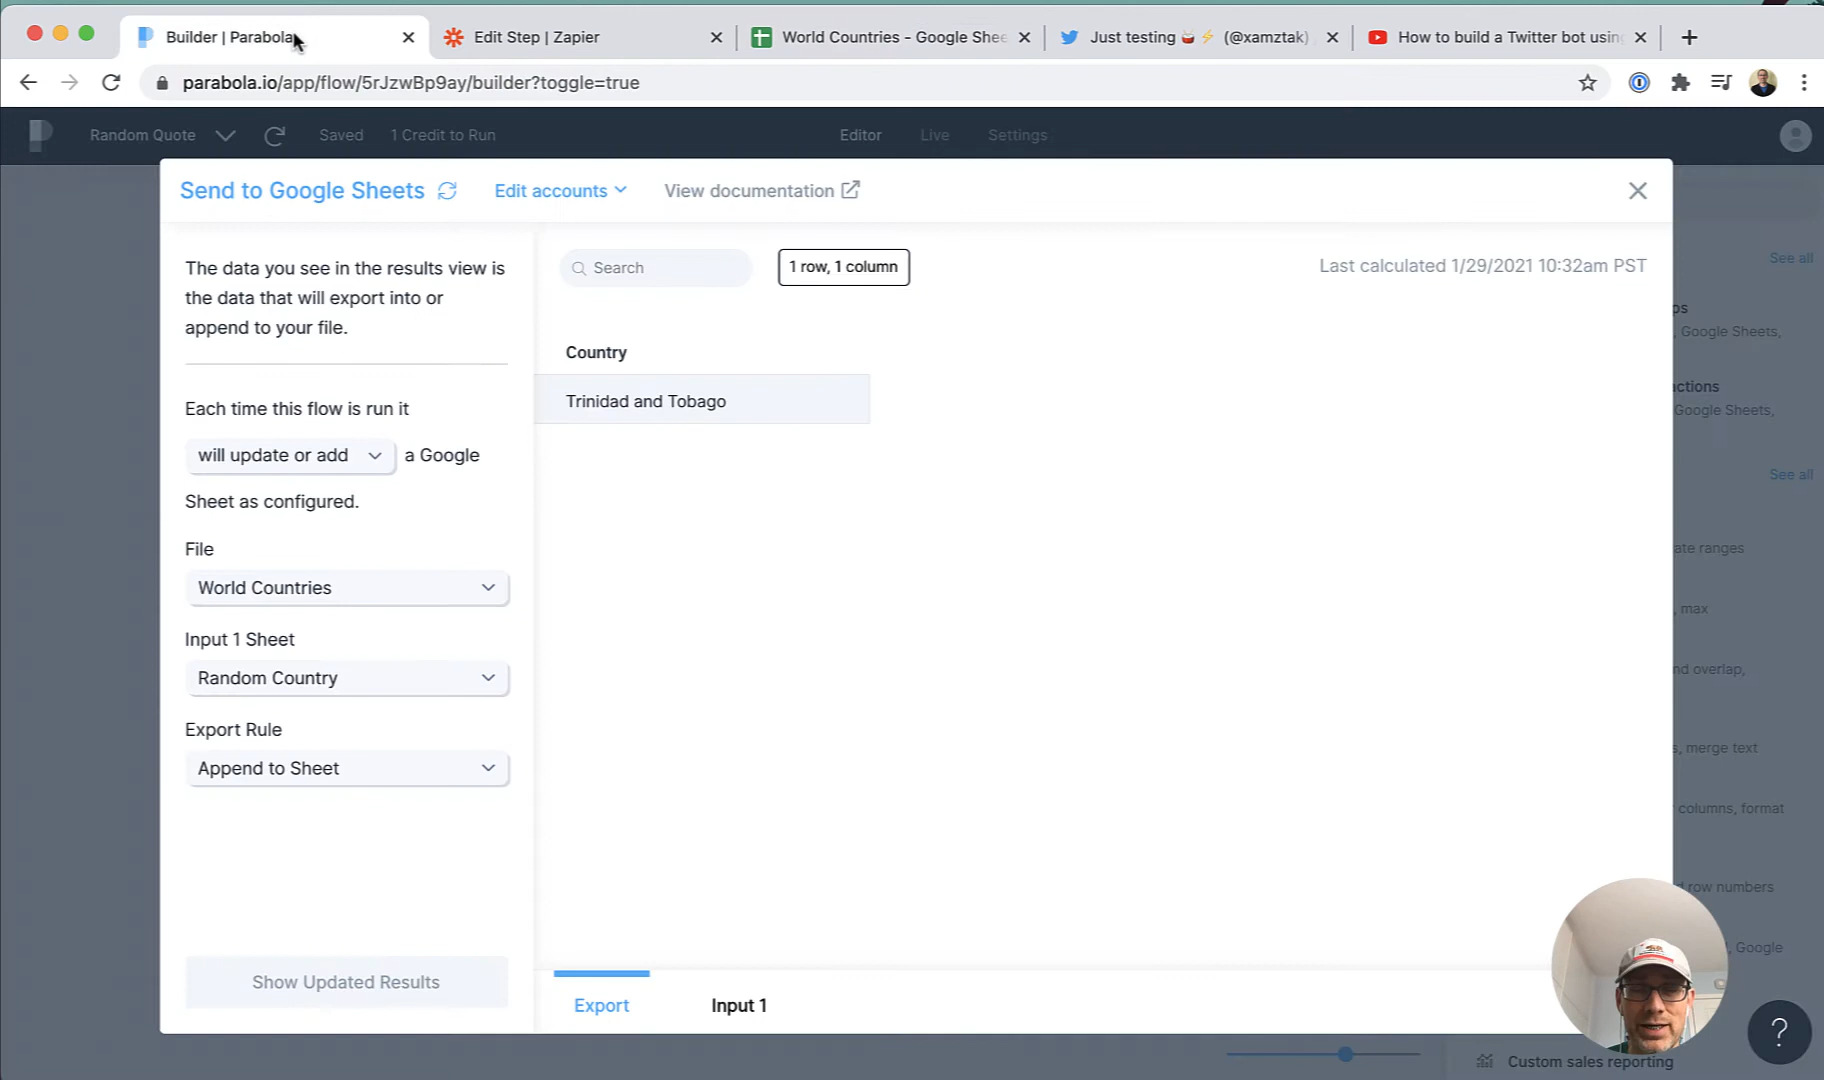 Builder | Parabola
Edit Step | Zapier
World Countries - Google Shee
Just testing 🥁⚡ (@xamztak)
How to build a Twitter bot usin
parabola.io/app/flow/5rJzwBp9ay/builder?toggle=true
Random Quote
Saved
1 Credit to Run
Editor
Live
Settings
Send to Google Sheets
Edit accounts
View documentation
The data you see in the results view is
the data that will export into or
append to your file.
Each time this flow is run it
will update or add
a Google
Sheet as configured.
File
World Countries
Input 1 Sheet
Random Country
Export Rule
Append to Sheet
Show Updated Results
Search
1 row, 1 column
Last calculated 1/29/2021 10:32am PST
Country
Trinidad and Tobago
Export
Input 1
See all
ps
, Google Sheets,
actions
Google Sheets,
See all
ate ranges
, max
nd overlap,
s, merge text
columns, format
d row numbers
, Google
Custom sales reporting
?